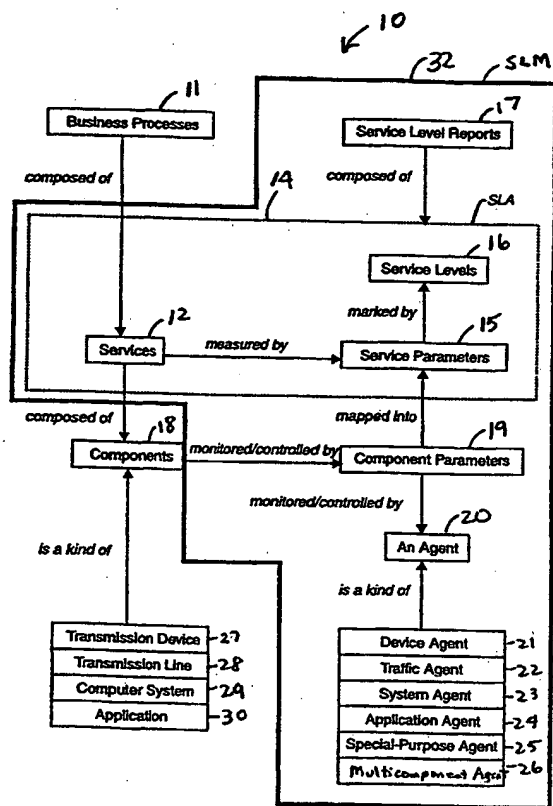 10
32
SLM
11
Business Processes
17
Service Level Reports
composed of
14
composed of
SLA
16
Service Levels
marked by
12
Services
measured by
15
Service Parameters
composed of
mapped into
18
Components
monitored/controlled by
19
Component Parameters
monitored/controlled by
20
An Agent
is a kind of
is a kind of
Transmission Device 27
Transmission Line 28
Computer System 29
Application 30
Device Agent 21
Traffic Agent 22
System Agent 23
Application Agent 24
Special-Purpose Agent 25
Multicomponent Agent 26